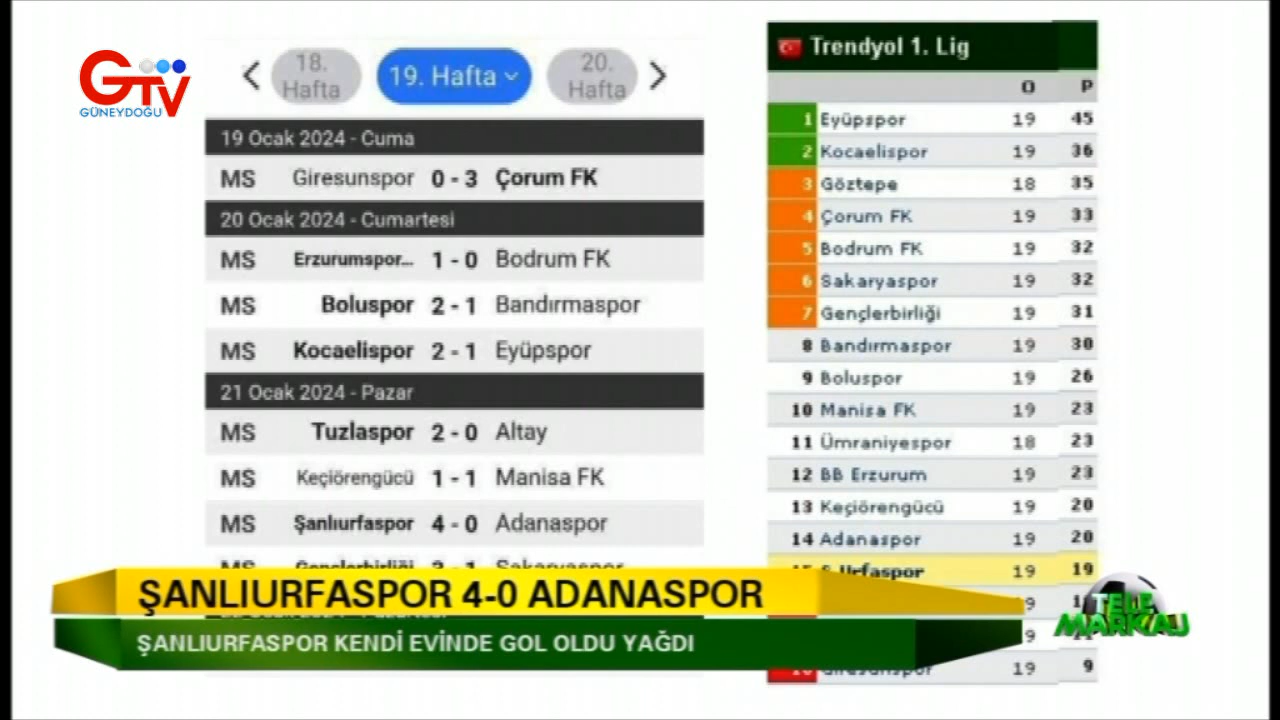 GTV
GÜNEYDOĞU
18. Hafta
19. Hafta
20. Hafta
19 Ocak 2024 - Cuma
MS Giresunspor 0 - 3 Çorum FK
20 Ocak 2024 - Cumartesi
MS Erzurumspor... 1 - 0 Bodrum FK
MS Boluspor 2 - 1 Bandırmaspor
MS Kocaelispor 2 - 1 Eyüpspor
21 Ocak 2024 - Pazar
MS Tuzlaspor 2 - 0 Altay
MS Keçiörengücü 1 - 1 Manisa FK
MS Şanlıurfaspor 4 - 0 Adanaspor
MS Gençlerbirliği Sakaryaspor
Trendyol 1. Lig
O P
1 Eyüpspor 19 45
2 Kocaelispor 19 36
3 Göztepe 18 35
4 Çorum FK 19 33
5 Bodrum FK 19 32
6 Sakaryaspor 19 32
7 Gençlerbirliği 19 31
8 Bandırmaspor 19 30
9 Boluspor 19 26
10 Manisa FK 19 23
11 Ümraniyespor 18 23
12 BB Erzurum 19 23
13 Keçiörengücü 19 20
14 Adanaspor 19 20
Urfaspor 19 19
Giresunspor 19 9
ŞANLIURFASPOR 4-0 ADANASPOR
ŞANLIURFASPOR KENDİ EVİNDE GOL OLDU YAĞDI
TELE
MARKAJ